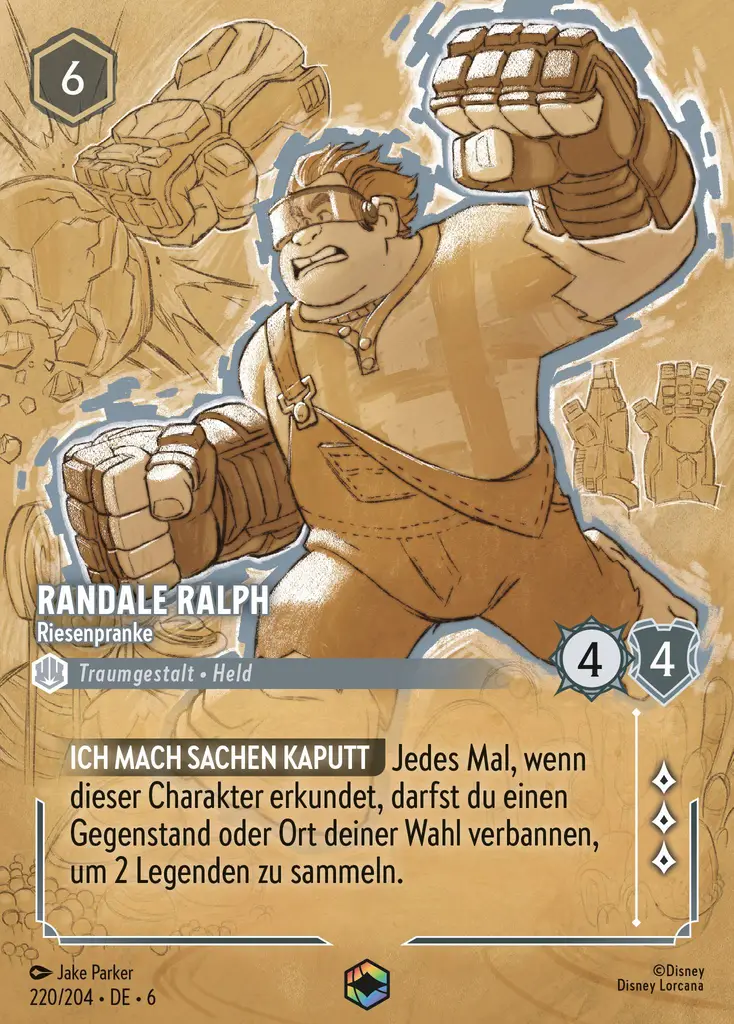 6
RANDALE RALPH
Riesenpranke
Traumgestalt • Held
4
4
ICH MACH SACHEN KAPUTT Jedes Mal, wenn
dieser Charakter erkundet, darfst du einen
Gegenstand oder Ort deiner Wahl verbannen,
um 2 Legenden zu sammeln.
Jake Parker
220/204 • DE • 6
©Disney
Disney Lorcana